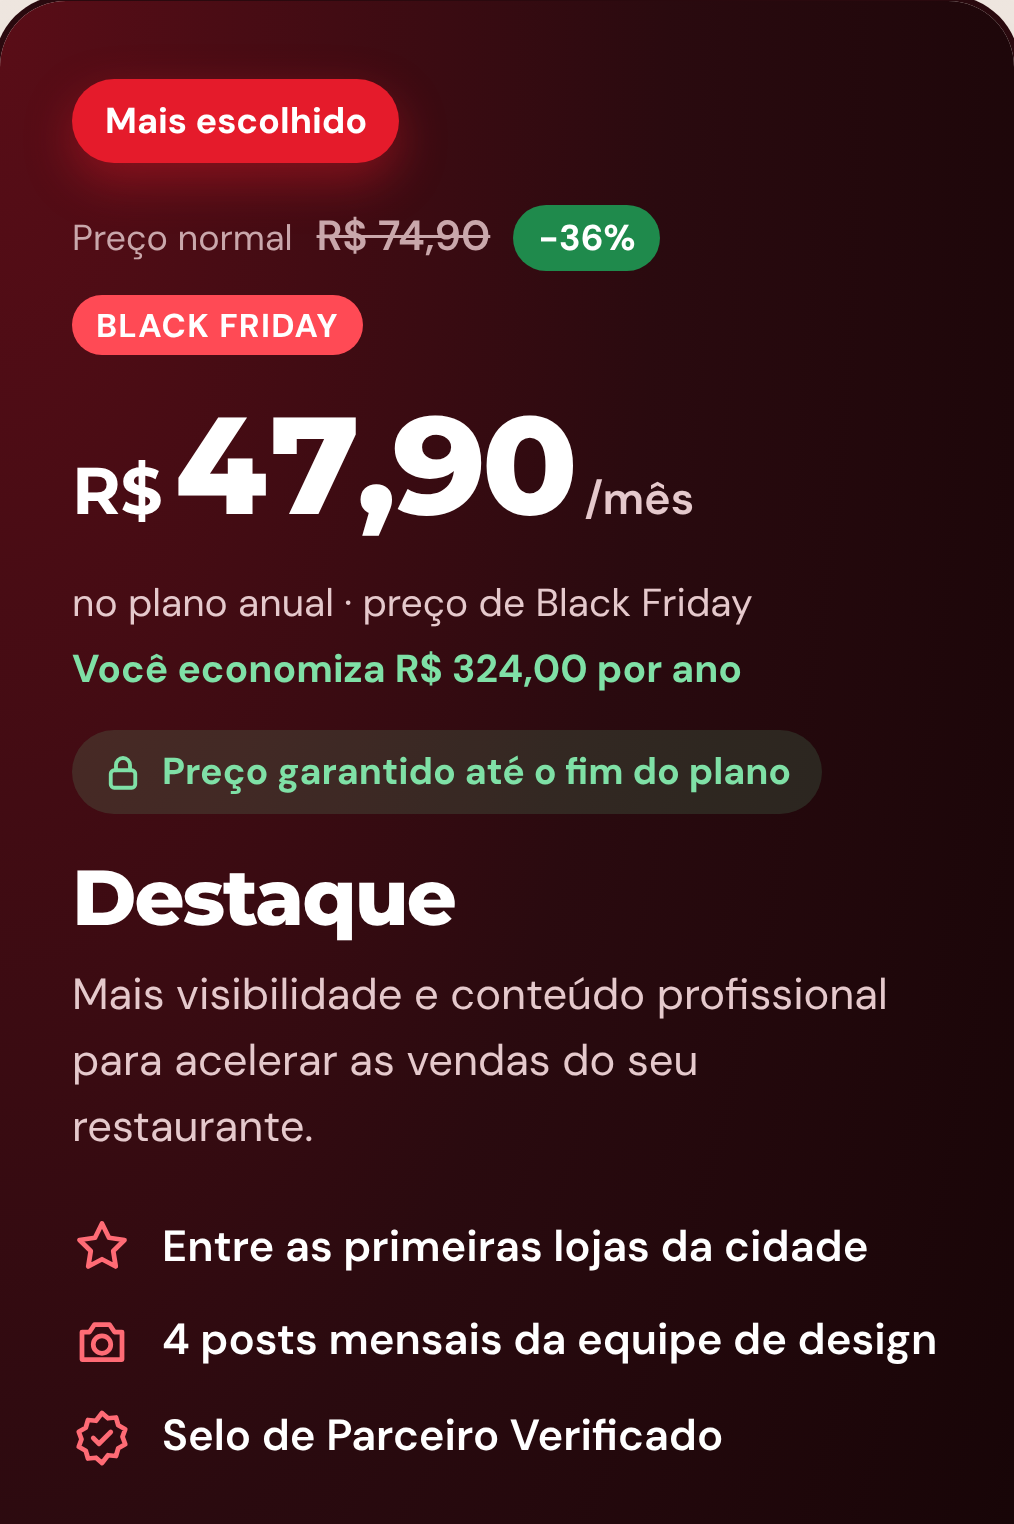 Mais escolhido
Preço normal R$ 74,90 -36%
BLACK FRIDAY
R$ 47,90 /mês
no plano anual · preço de Black Friday
Você economiza R$ 324,00 por ano
Preço garantido até o fim do plano
Destaque
Mais visibilidade e conteúdo profissional
para acelerar as vendas do seu
restaurante.
Entre as primeiras lojas da cidade
4 posts mensais da equipe de design
Selo de Parceiro Verificado